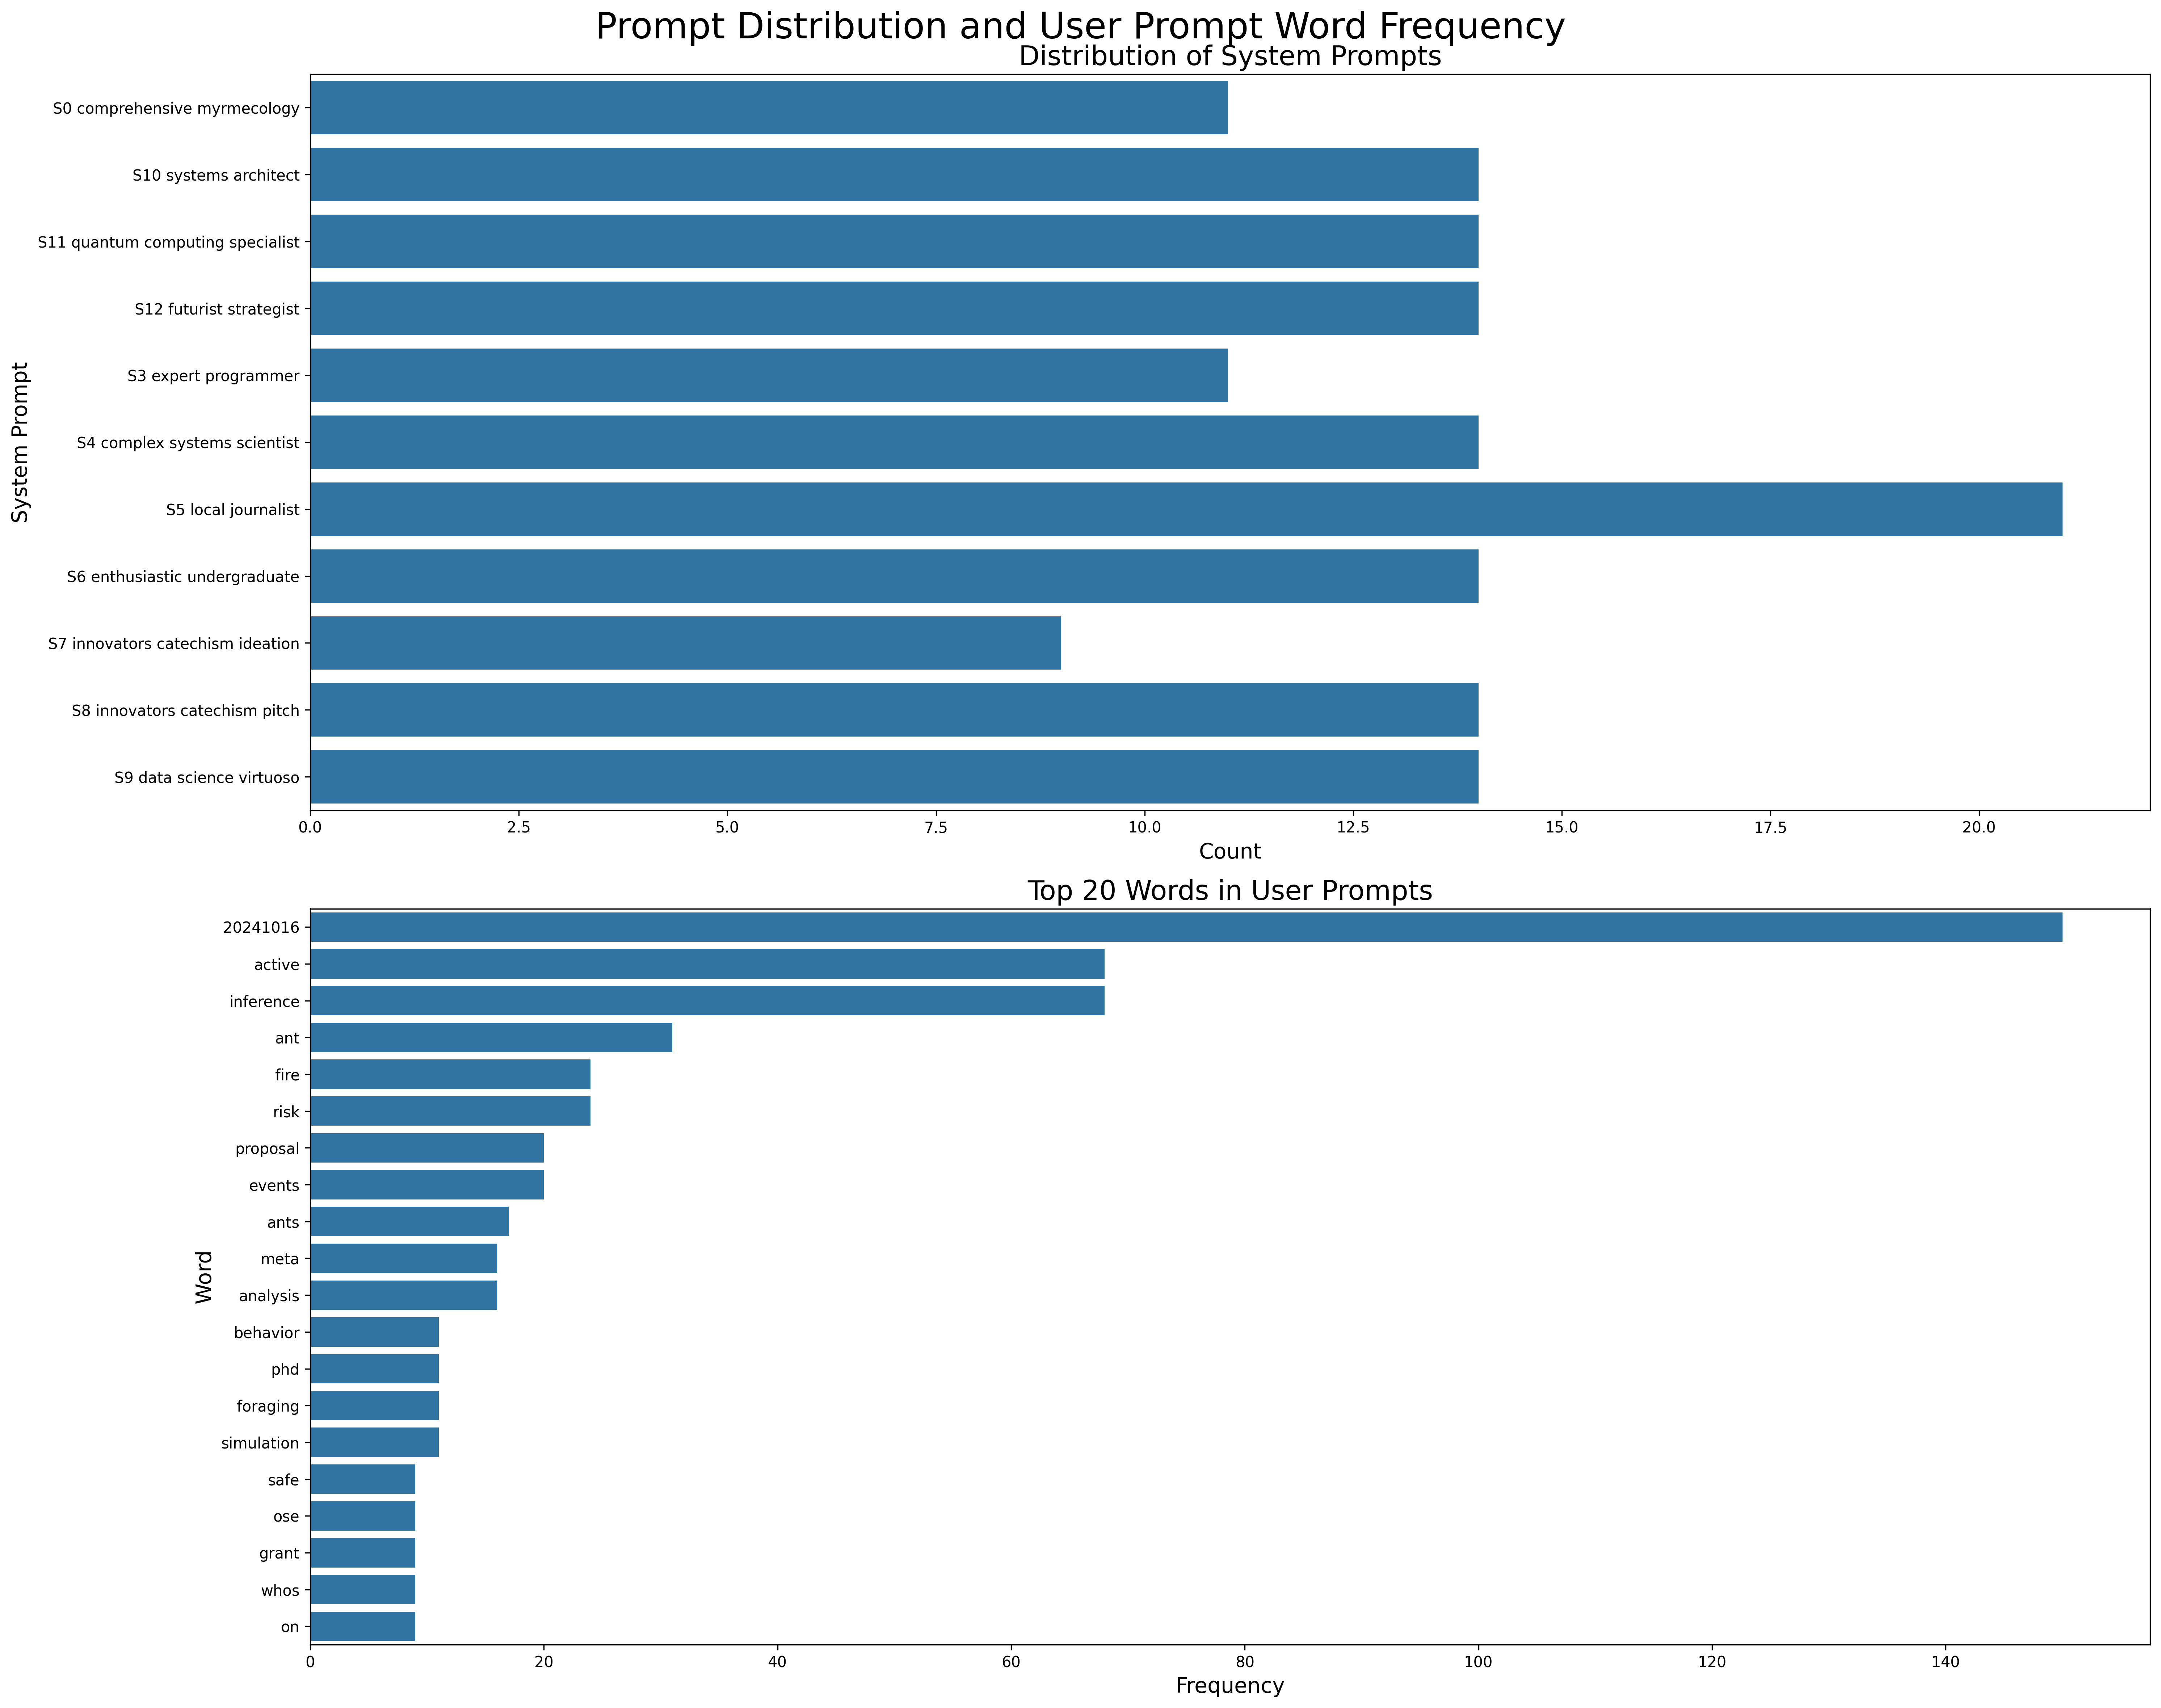 Prompt Distribution and User Prompt Word Frequency
Distribution of System Prompts
System Prompt
S0 comprehensive myrmecology
S10 systems architect
S11 quantum computing specialist
S12 futurist strategist
S3 expert programmer
S4 complex systems scientist
S5 local journalist
S6 enthusiastic undergraduate
S7 innovators catechism ideation
S8 innovators catechism pitch
S9 data science virtuoso
0.0 2.5 5.0 7.5 10.0 12.5 15.0 17.5 20.0
Count
Top 20 Words in User Prompts
Word
20241016
active
inference
ant
fire
risk
proposal
events
ants
meta
analysis
behavior
phd
foraging
simulation
safe
ose
grant
whos
on
0 20 40 60 80 100 120 140
Frequency